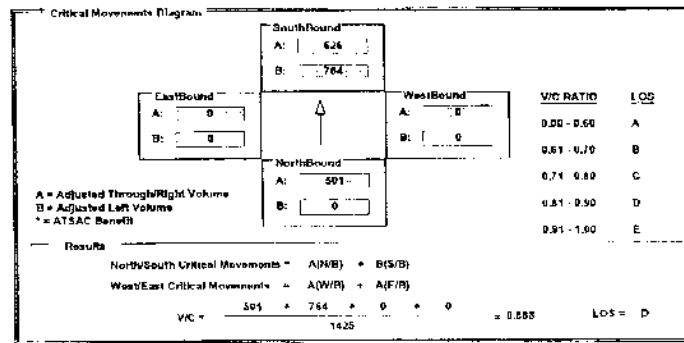 Critical Movements Diagram
SouthBound
A: 626
B: 764
EastBound
A: 0
B: 0
WestBound
A: 0
B: 0
NorthBound
A: 501
B: 0
V/C RATIO LOS
0.00 - 0.60 A
0.61 - 0.70 B
0.71 - 0.80 C
0.81 - 0.90 D
0.91 - 1.00 E
A = Adjusted Through/Right Volume
B = Adjusted Left Volume
* = ATSAC Benefit
Results
North/South Critical Movements = A(N/B) + B(S/B)
West/East Critical Movements = A(W/B) + A(E/B)
V/C = 501 + 764 + 0 + 0 = 0.888 LOS = D
1425